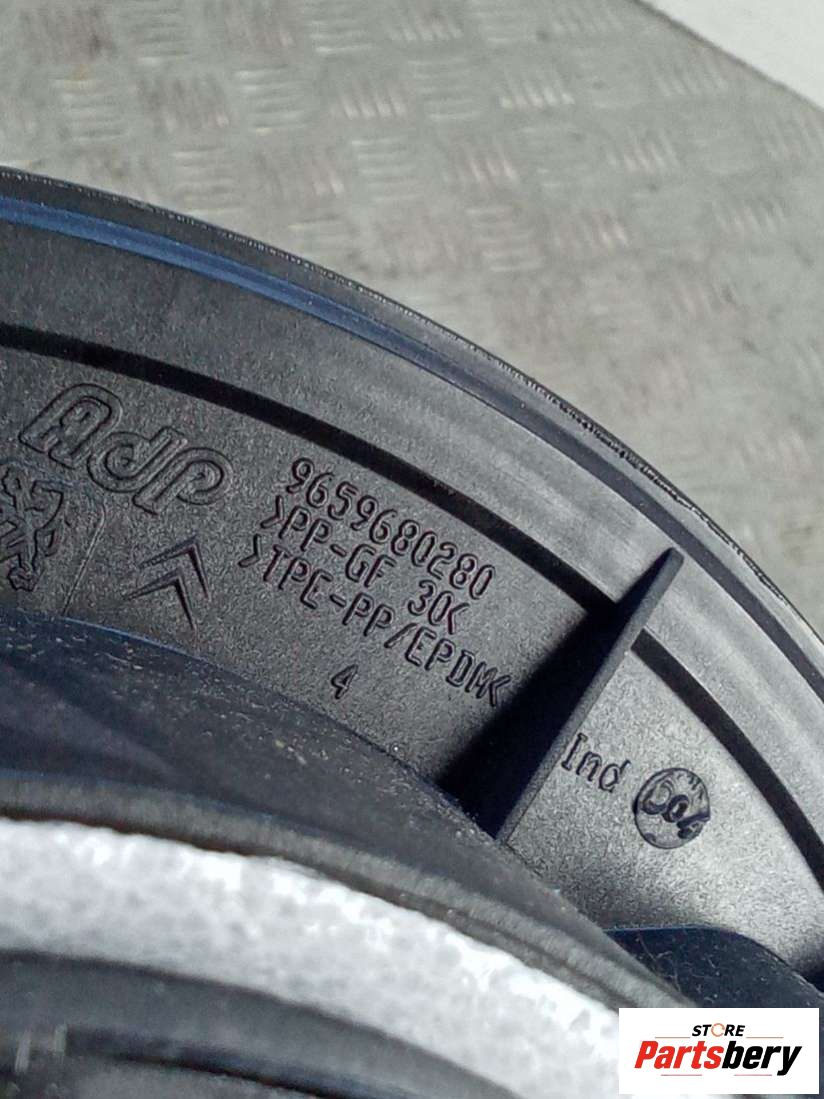 AdP
9659680280
>PP-GF 30<
>TPE-PP/EPDM<
4
Ind
STORE
Partsbery